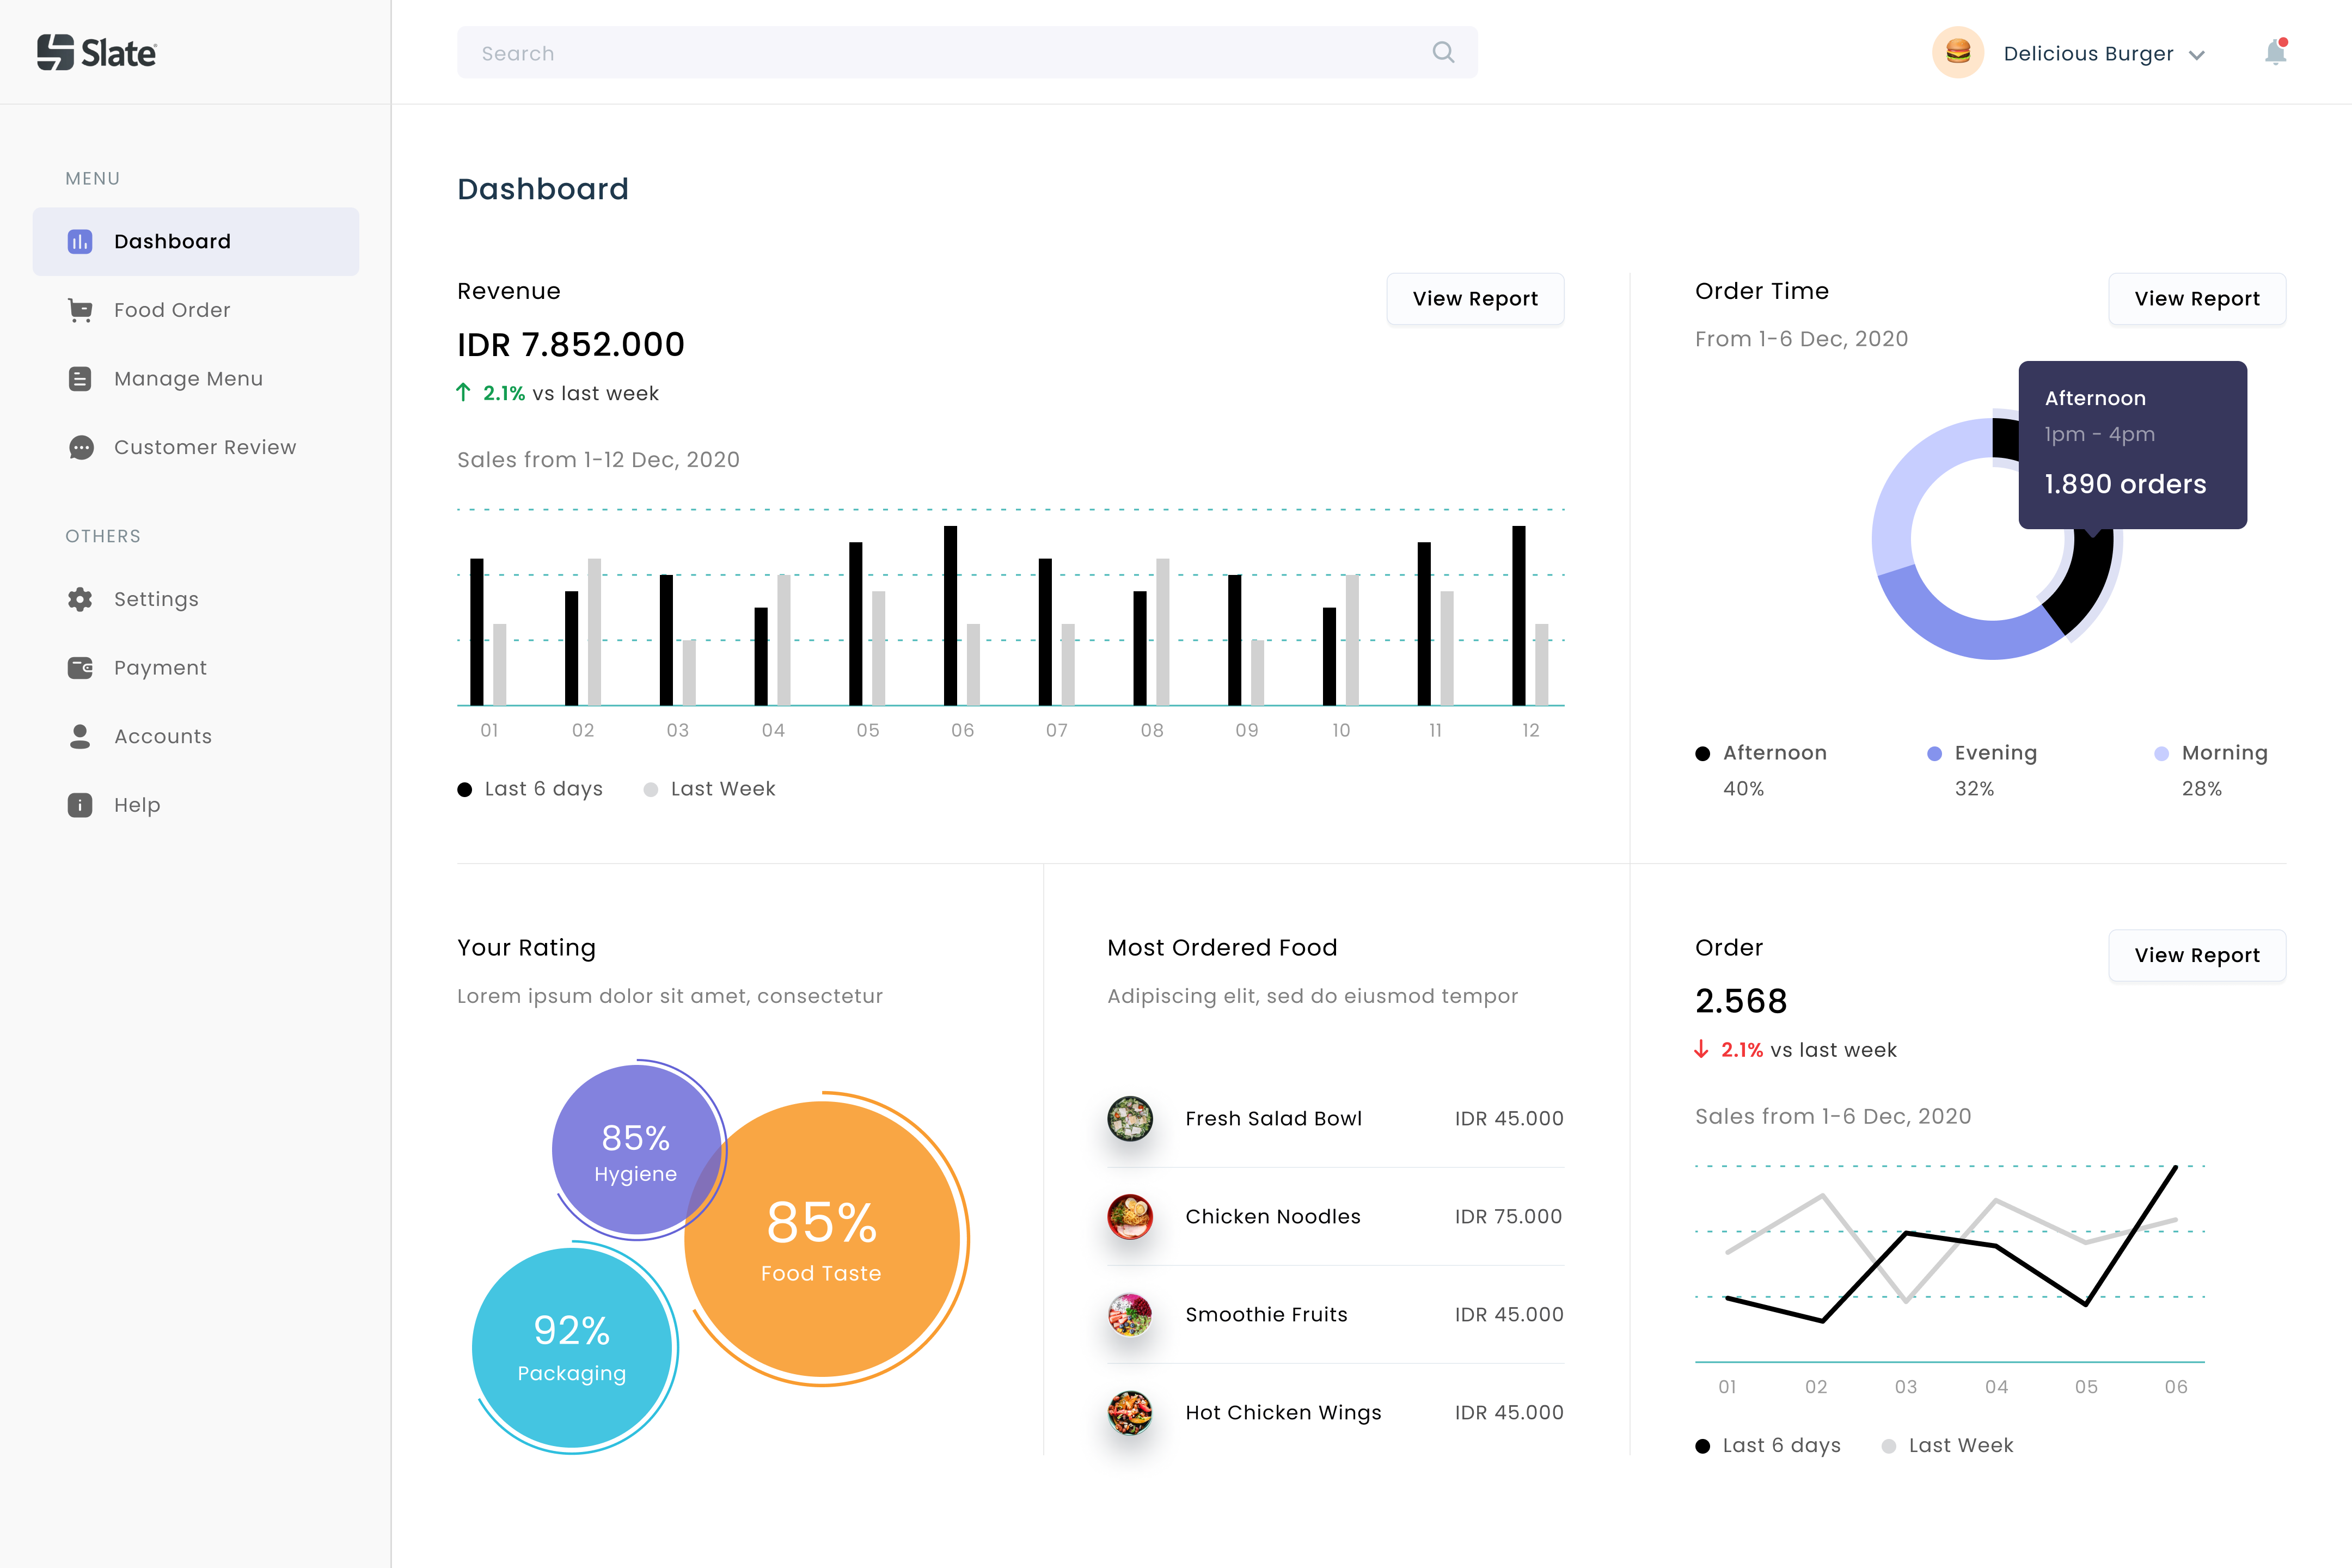 Slate
Search
Delicious Burger
MENU
Dashboard
Food Order
Manage Menu
Customer Review
OTHERS
Settings
Payment
Accounts
Help
Dashboard
Revenue
View Report
IDR 7.852.000
2.1% vs last week
Sales from 1-12 Dec, 2020
01 02 03 04 05 06 07 08 09 10 11 12
Last 6 days Last Week
Order Time
View Report
From 1-6 Dec, 2020
Afternoon
1pm - 4pm
1.890 orders
Afternoon Evening Morning
40% 32% 28%
Your Rating
Lorem ipsum dolor sit amet, consectetur
85%
Hygiene
85%
Food Taste
92%
Packaging
Most Ordered Food
Adipiscing elit, sed do eiusmod tempor
Fresh Salad Bowl IDR 45.000
Chicken Noodles IDR 75.000
Smoothie Fruits IDR 45.000
Hot Chicken Wings IDR 45.000
Order
View Report
2.568
2.1% vs last week
Sales from 1-6 Dec, 2020
01 02 03 04 05 06
Last 6 days Last Week